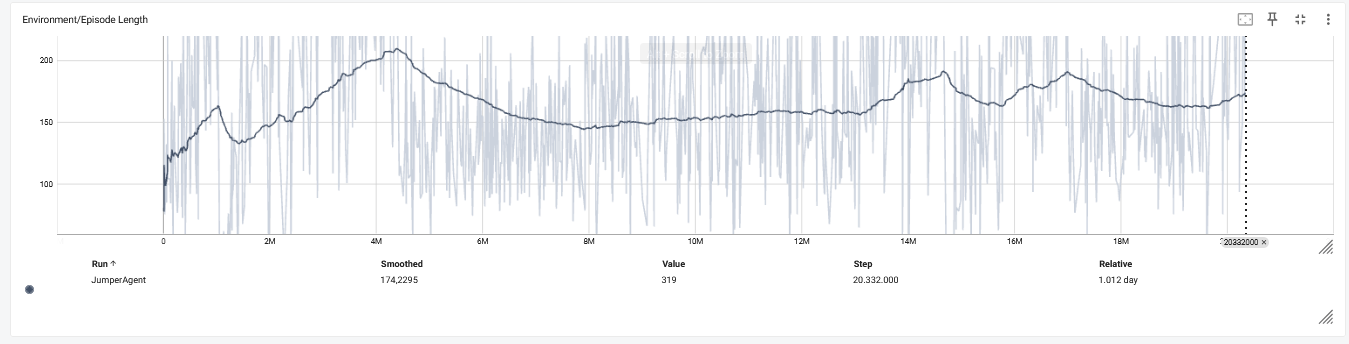 Environment/Episode Length
200
150
100
0 2M 4M 6M 8M 10M 12M 14M 16M 18M 20332000 ×
Run ↑ Smoothed Value Step Relative
JumperAgent 174,2295 319 20.332.000 1.012 day